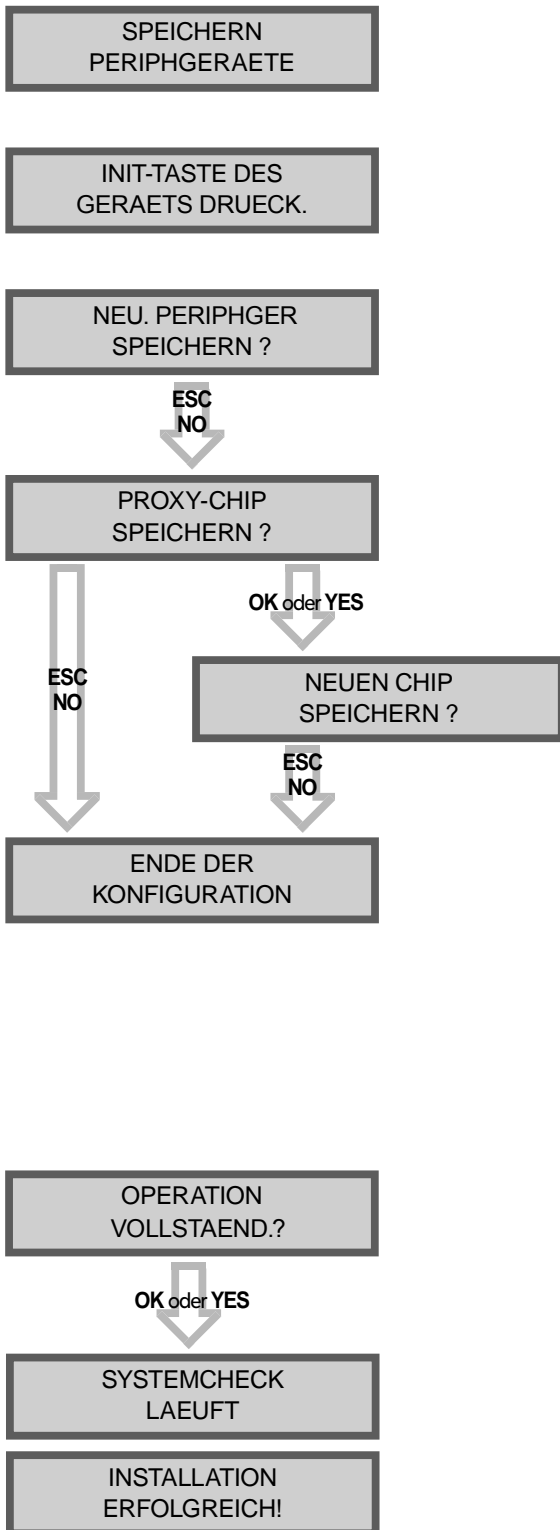 SPEICHERN
PERIPHGERAETE
INIT-TASTE DES
GERAETS DRUECK.
NEU. PERIPHGER
SPEICHERN ?
ESC
NO
PROXY-CHIP
SPEICHERN ?
OK oder YES
ESC
NO
NEUEN CHIP
SPEICHERN ?
ESC
NO
ENDE DER
KONFIGURATION
OPERATION
VOLLSTAEND.?
OK oder YES
SYSTEMCHECK
LAEUFT
INSTALLATION
ERFOLGREICH!